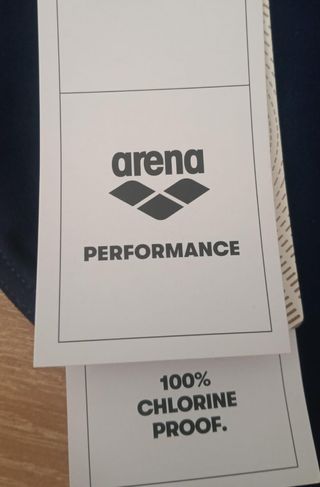 arena
PERFORMANCE
100%
CHLORINE
PROOF.